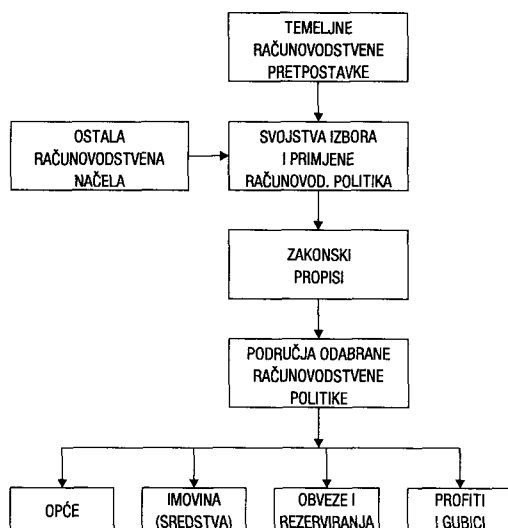 TEMELJNE
RAČUNOVODSTVENE
PRETPOSTAVKE
OSTALA
RAČUNOVODSTVENA
NAČELA
SVOJSTVA IZBORA
I PRIMJENE
RAČUNOVOD. POLITIKA
ZAKONSKI
PROPISI
PODRUČJA ODABRANE
RAČUNOVODSTVENE
POLITIKE
OPĆE
IMOVINA
(SREDSTVA)
OBVEZE I
REZERVIRANJA
PROFITI
I GUBICI